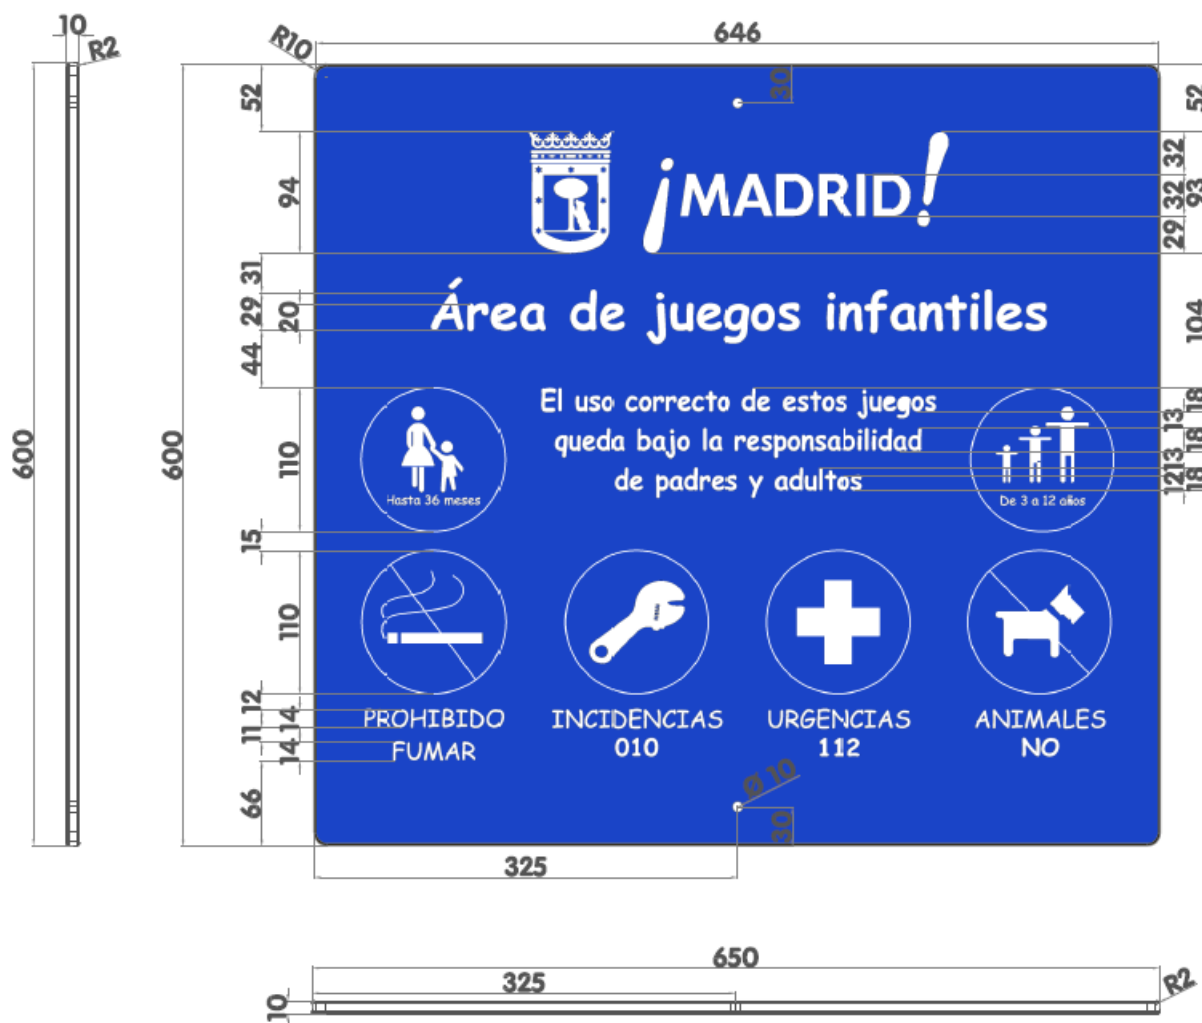 10
R2
R10
646
30
52
52
¡MADRID!
32
94
32
93
29
31
29
20
Área de juegos infantiles
104
44
El uso correcto de estos juegos
18
13
queda bajo la responsabilidad
18
13
de padres y adultos
12
18
600
600
110
Hasta 36 meses
De 3 a 12 años
15
110
12
PROHIBIDO
FUMAR
INCIDENCIAS
010
URGENCIAS
112
ANIMALES
NO
14
11
14
66
Ø 10
30
325
650
325
R2
10